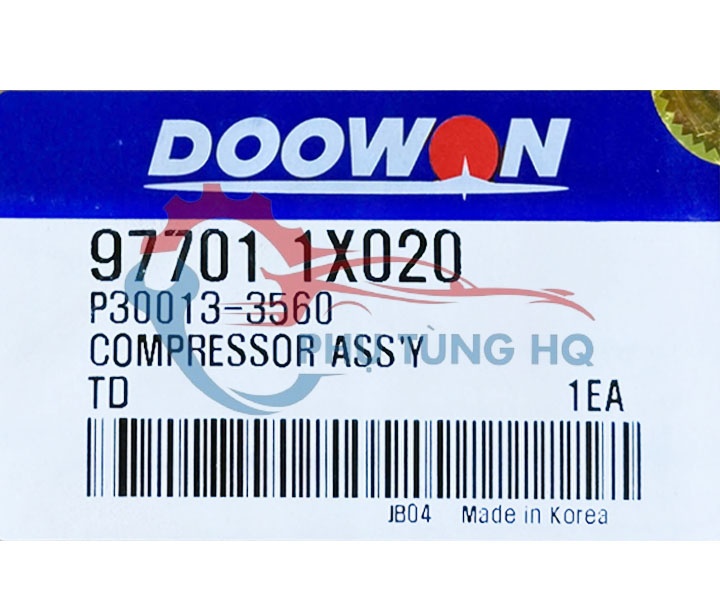 DOOWON
97701 1X020
P30013-3560
COMPRESSOR ASS'Y
PHỤ TÙNG HQ
TD 1EA
JB04 Made in Korea